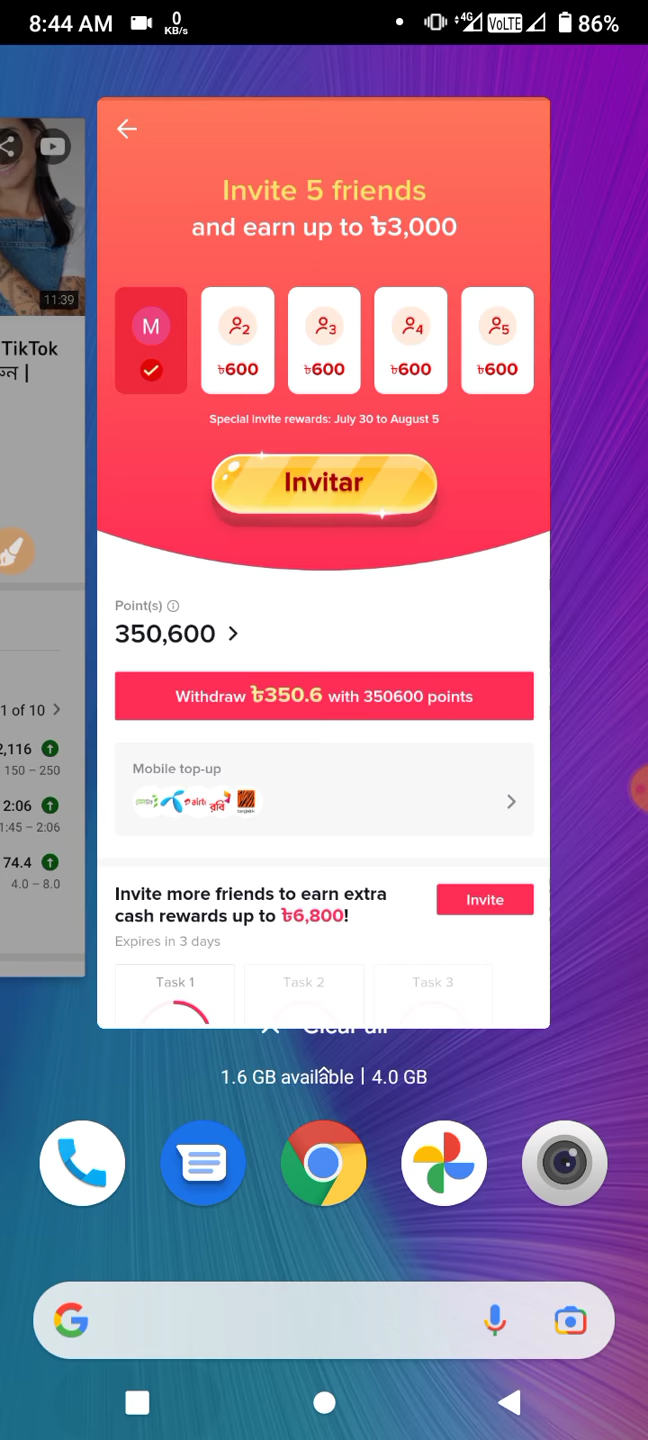 8:44 AM 0 KB/s 4G VoLTE 86%
11:39
TikTok
1 of 10
2,116
150 – 250
2:06
1:45 – 2:06
74.4
4.0 – 8.0
Invite 5 friends
and earn up to ৳3,000
M 2 3 4 5
৳600 ৳600 ৳600 ৳600
Special invite rewards: July 30 to August 5
Invitar
Point(s)
350,600
Withdraw ৳350.6 with 350600 points
Mobile top-up
airtel রবি
Invite more friends to earn extra
cash rewards up to ৳6,800!
Invite
Expires in 3 days
Task 1 Task 2 Task 3
Clear all
1.6 GB available | 4.0 GB